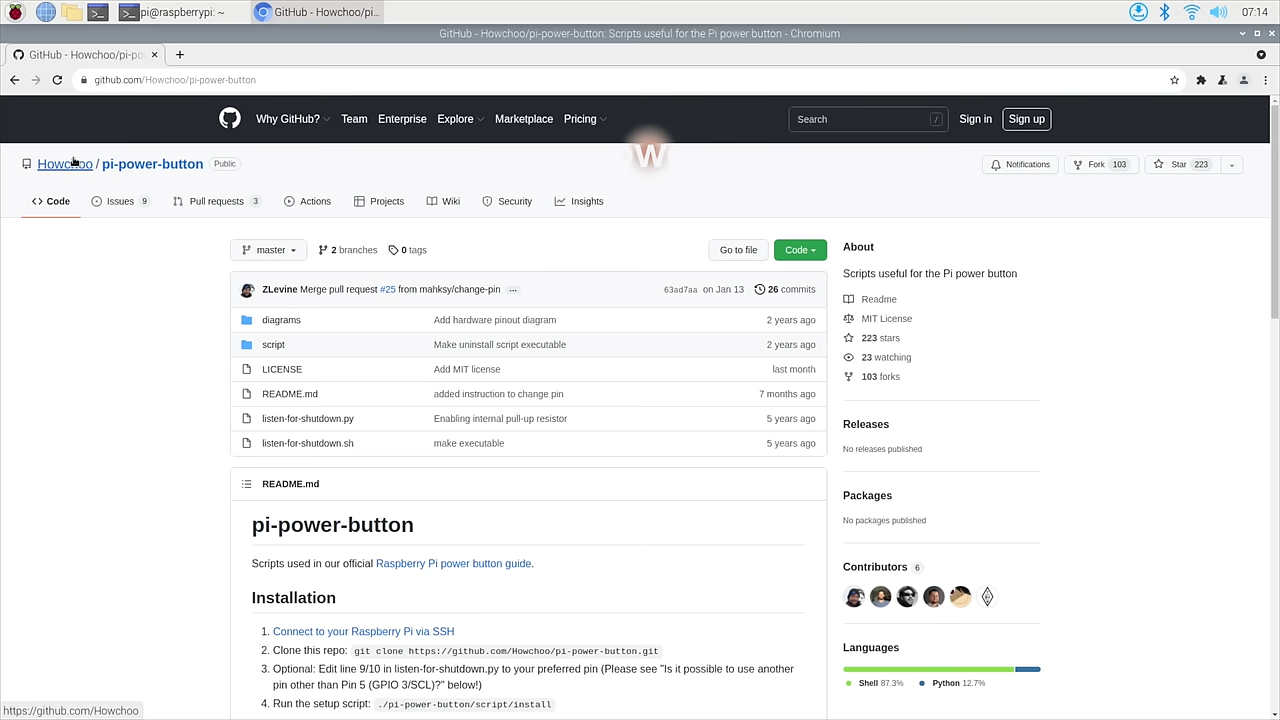 pi@raspberrypi: ~
GitHub - Howchoo/pi...
07:14
GitHub - Howchoo/pi-power-button: Scripts useful for the Pi power button - Chromium
GitHub - Howchoo/pi-po
github.com/Howchoo/pi-power-button
Why GitHub? Team Enterprise Explore Marketplace Pricing
Search /
Sign in Sign up
W
Howchoo / pi-power-button Public
Notifications Fork 103 Star 223
Code Issues 9 Pull requests 3 Actions Projects Wiki Security Insights
master 2 branches 0 tags Go to file Code
ZLevine Merge pull request #25 from mahksy/change-pin ... 63ad7aa on Jan 13 26 commits
diagrams Add hardware pinout diagram 2 years ago
script Make uninstall script executable 2 years ago
LICENSE Add MIT license last month
README.md added instruction to change pin 7 months ago
listen-for-shutdown.py Enabling internal pull-up resistor 5 years ago
listen-for-shutdown.sh make executable 5 years ago
README.md
pi-power-button
Scripts used in our official Raspberry Pi power button guide.
Installation
1. Connect to your Raspberry Pi via SSH
2. Clone this repo: git clone https://github.com/Howchoo/pi-power-button.git
3. Optional: Edit line 9/10 in listen-for-shutdown.py to your preferred pin (Please see "Is it possible to use another
pin other than Pin 5 (GPIO 3/SCL)?" below!)
4. Run the setup script: ./pi-power-button/script/install
About
Scripts useful for the Pi power button
Readme
MIT License
223 stars
23 watching
103 forks
Releases
No releases published
Packages
No packages published
Contributors 6
Languages
Shell 87.3% Python 12.7%
https://github.com/Howchoo